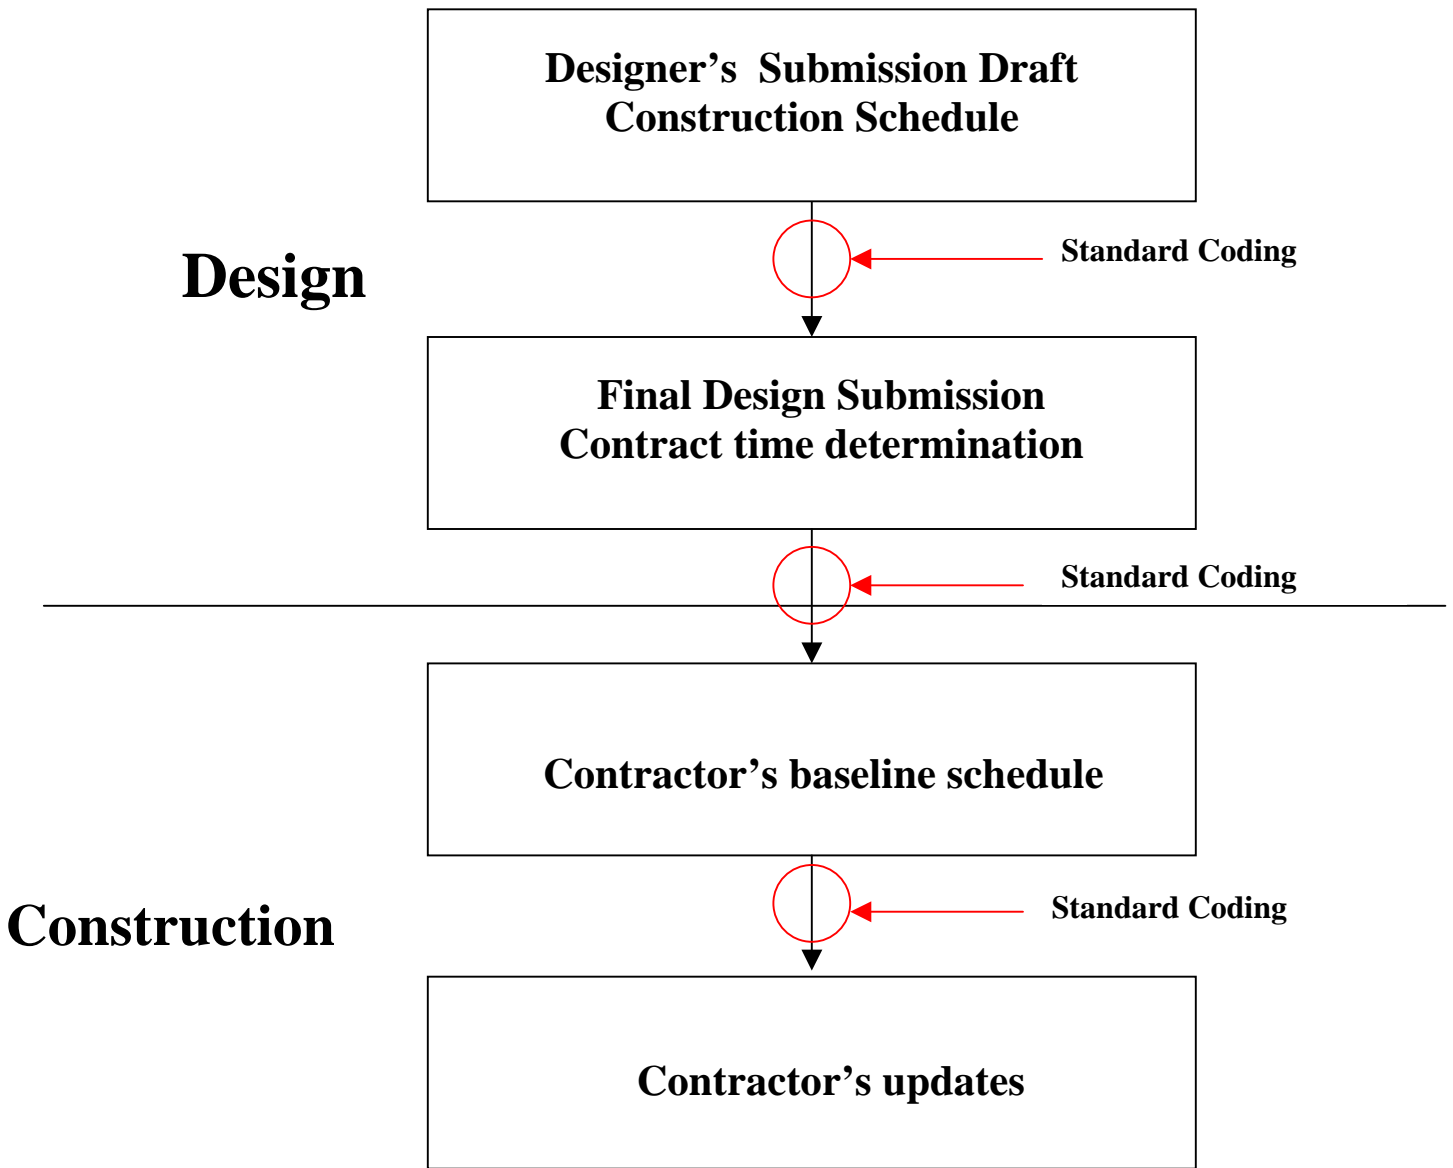 Designer’s  Submission Draft
Construction Schedule
Standard Coding
Design
Final Design Submission
Contract time determination
Standard Coding
Contractor’s baseline schedule
Standard Coding
Construction
Contractor’s updates